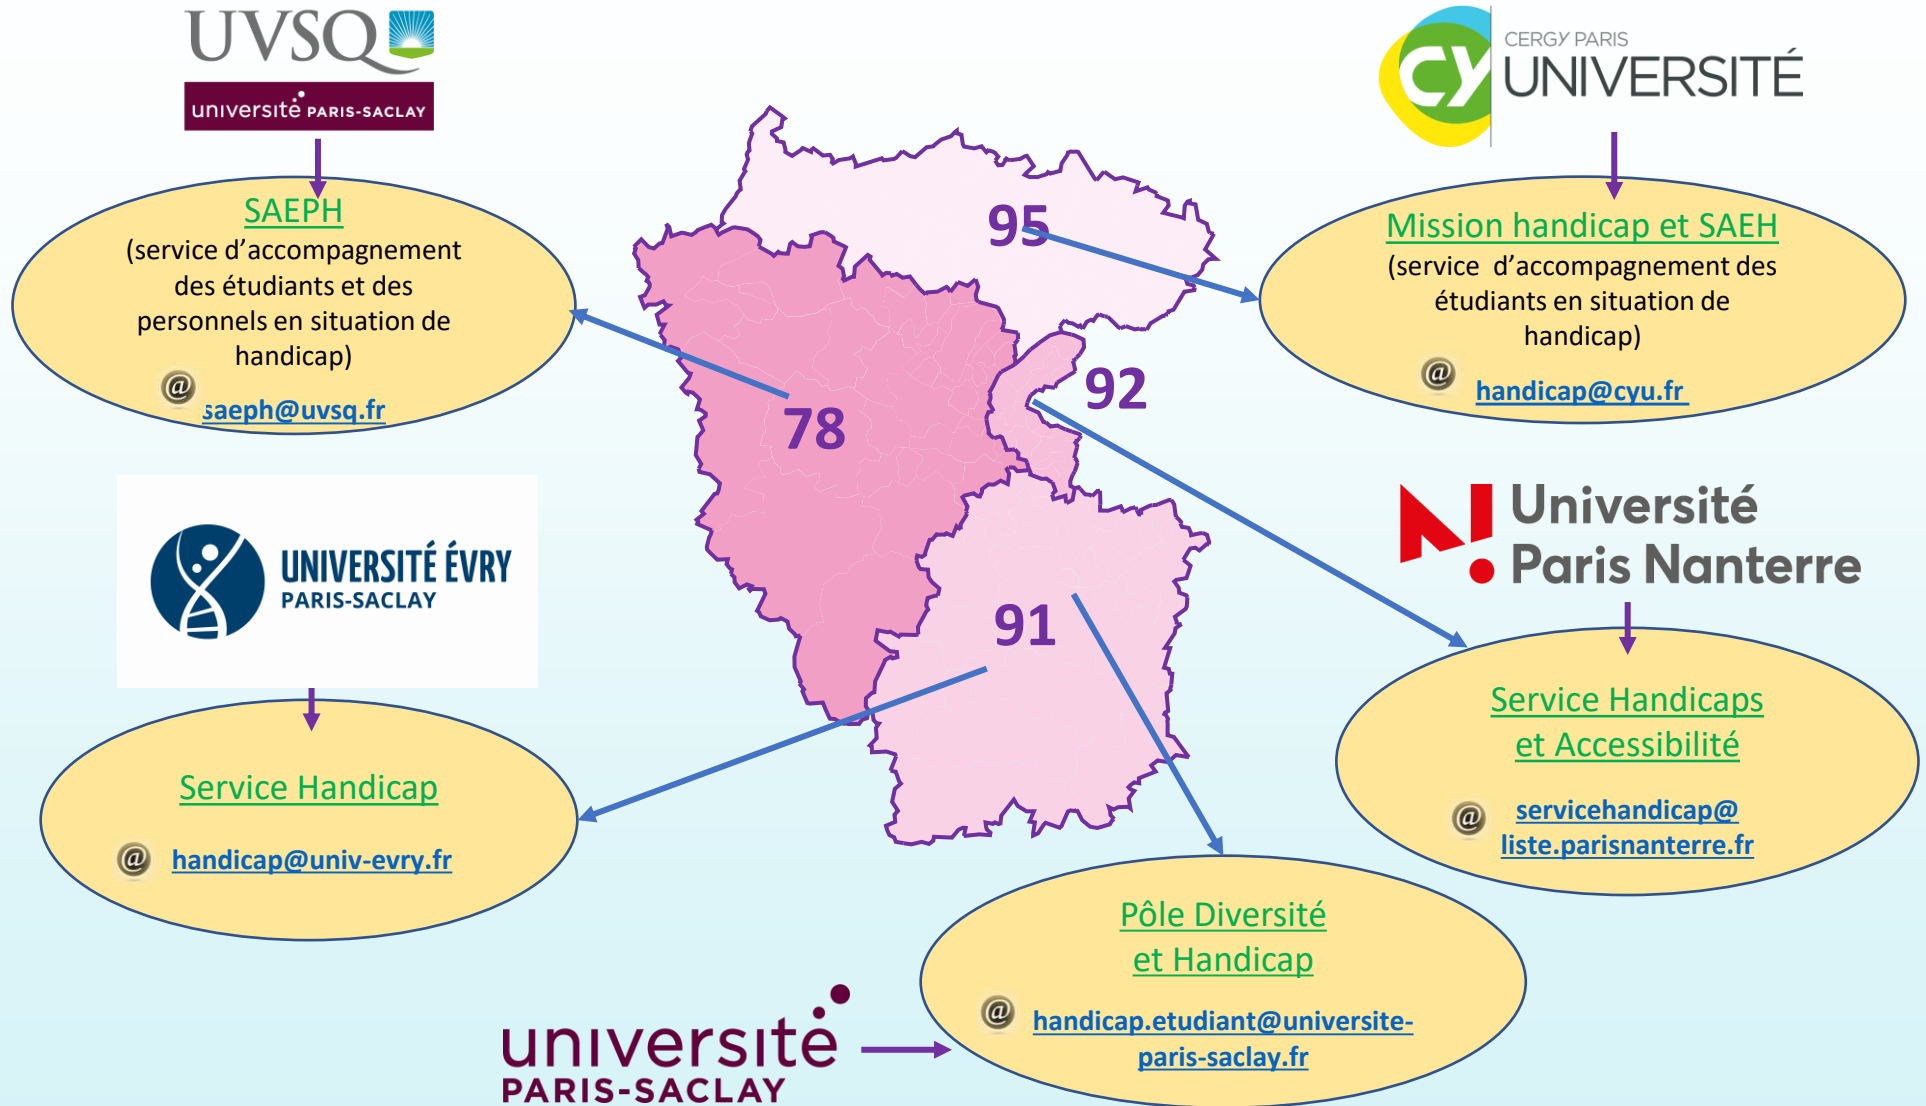 UVSQ
université PARIS-SACLAY
SAEPH
(service d'accompagnement
des étudiants et des
personnels en situation de
handicap)
@
saeph@uvsq.fr
CY
CERGY PARIS
UNIVERSITÉ
Mission handicap et SAEH
(service d'accompagnement des
étudiants en situation de
handicap)
@
handicap@cyu.fr
95
92
78
91
UNIVERSITÉ ÉVRY
PARIS-SACLAY
Service Handicap
@
handicap@univ-evry.fr
Université
Paris Nanterre
Service Handicaps
et Accessibilité
@
servicehandicap@
liste.parisnanterre.fr
université
PARIS-SACLAY
Pôle Diversité
et Handicap
@
handicap.etudiant@universite-
paris-saclay.fr